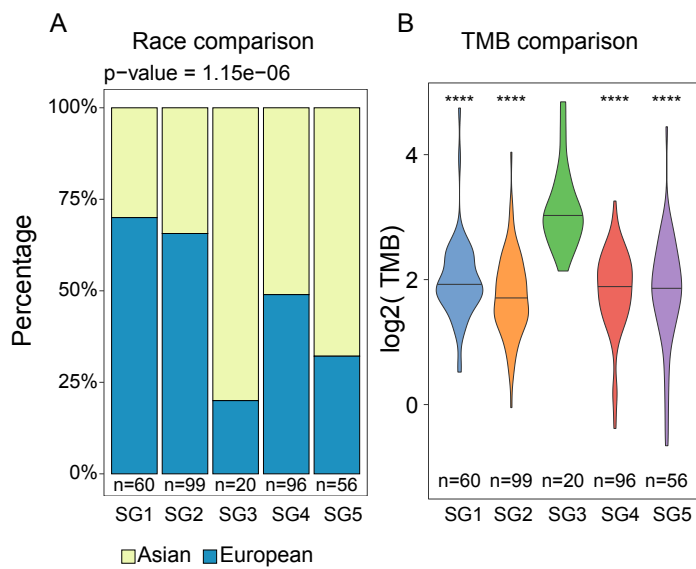 A
Race comparison
p−value = 1.15e−06
100%
75%
50%
25%
0%
Percentage
n=60 n=99 n=20 n=96 n=56
SG1 SG2 SG3 SG4 SG5
Asian European
B
TMB comparison
**** **** **** ****
4
2
0
log2( TMB)
n=60 n=99 n=20 n=96 n=56
SG1 SG2 SG3 SG4 SG5